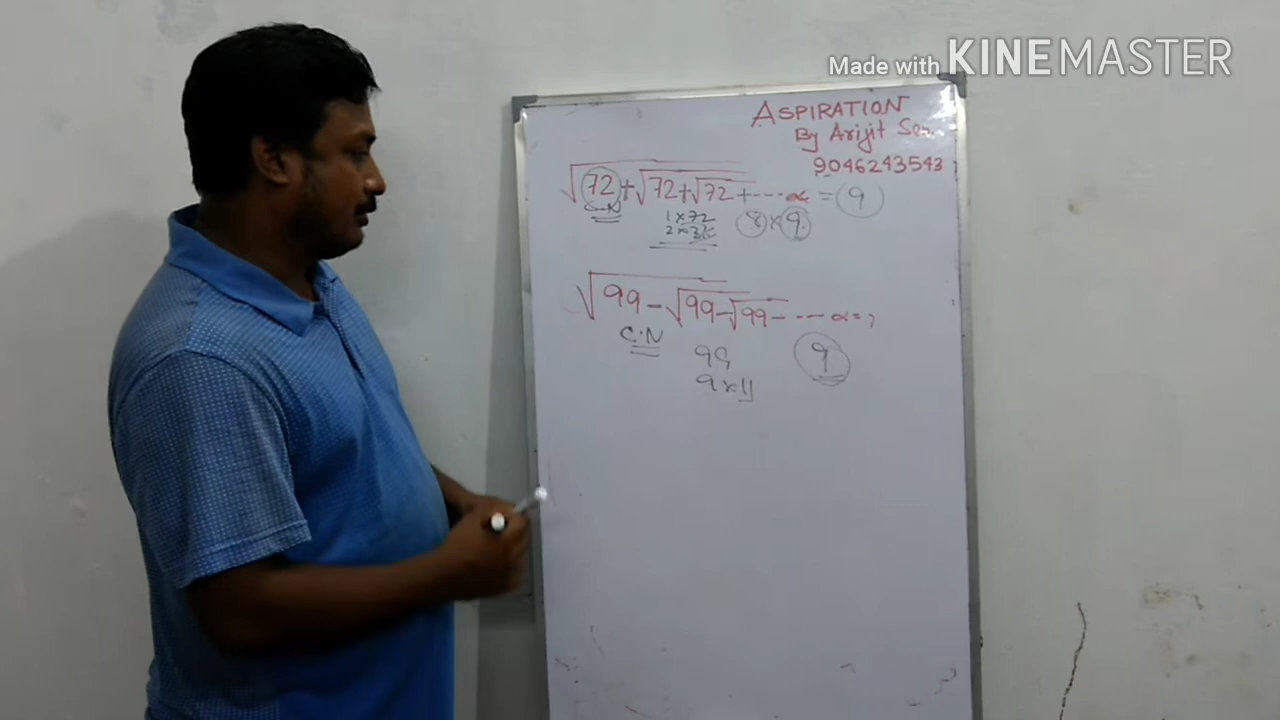 Made with KINEMASTER
ASPIRATION
By Arijit Sen
9046243543
√72+√72+√72+----α = 9
C.N 1×72 8×9
2×36
√99-√99-√99-----α=?
C.N
99 9
9×11